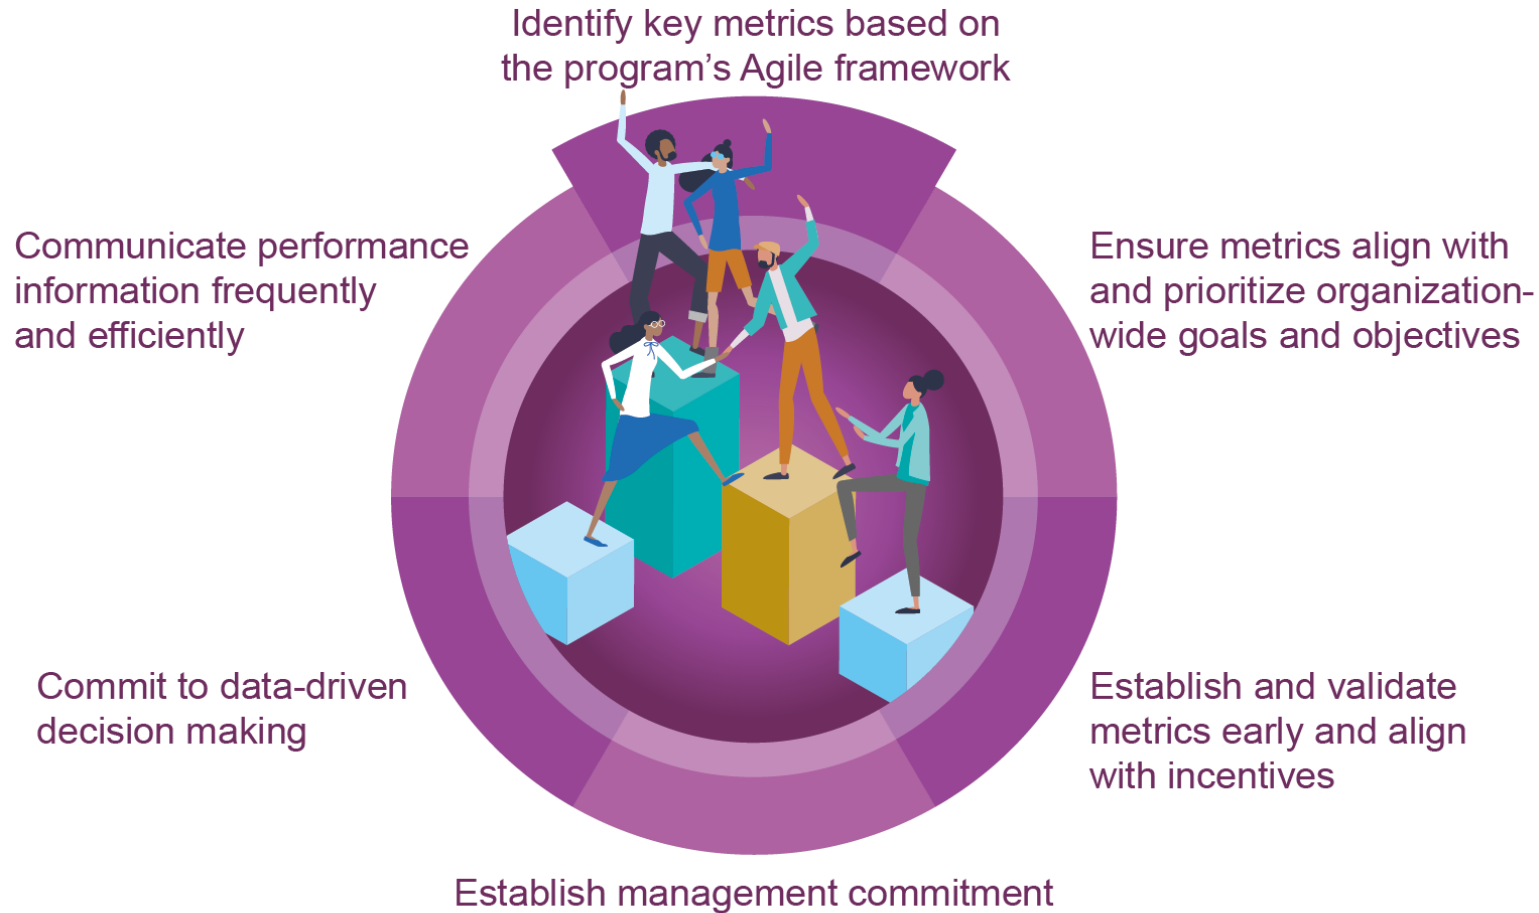 Identify key metrics based on
the program’s Agile framework
Ensure metrics align with
and prioritize organization-
wide goals and objectives
Establish and validate
metrics early and align
with incentives
Establish management commitment
Commit to data-driven
decision making
Communicate performance
information frequently
and efficiently